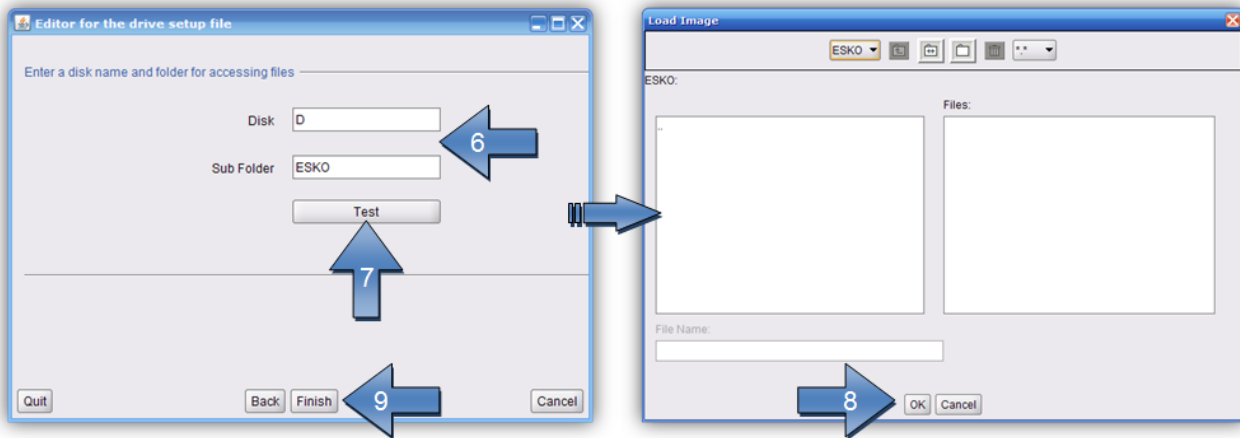 Editor for the drive setup file
Enter a disk name and folder for accessing files
Disk
D
6
Sub Folder
ESKO
Test
7
Quit
Back
Finish
9
Cancel
Load Image
ESKO
*.*
ESKO:
Files:
..
File Name:
8
OK
Cancel